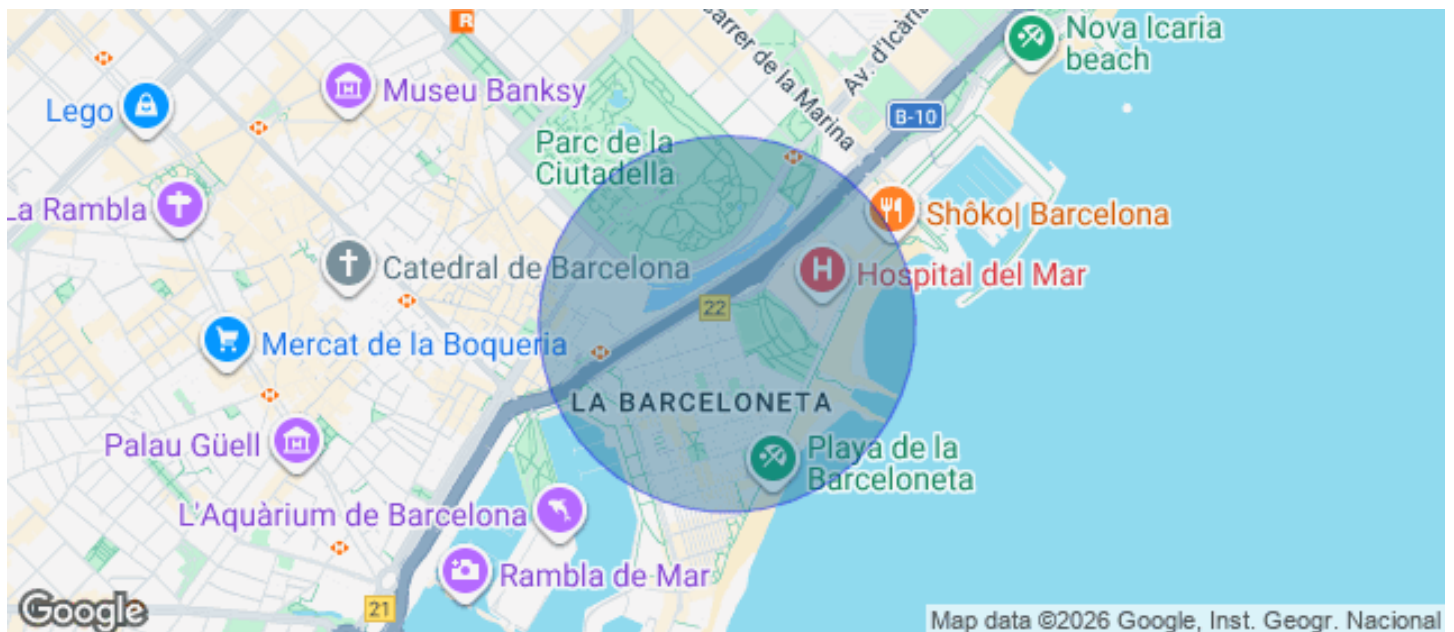 R
Nova Icaria
beach
Carrer de la Marina
Av. d'Icària
Lego
Museu Banksy
B-10
Parc de la
Ciutadella
La Rambla
Shôko| Barcelona
Catedral de Barcelona
H
Hospital del Mar
22
Mercat de la Boqueria
LA BARCELONETA
Palau Güell
Playa de la
Barceloneta
L'Aquàrium de Barcelona
Rambla de Mar
21
Google
Map data ©2026 Google, Inst. Geogr. Nacional